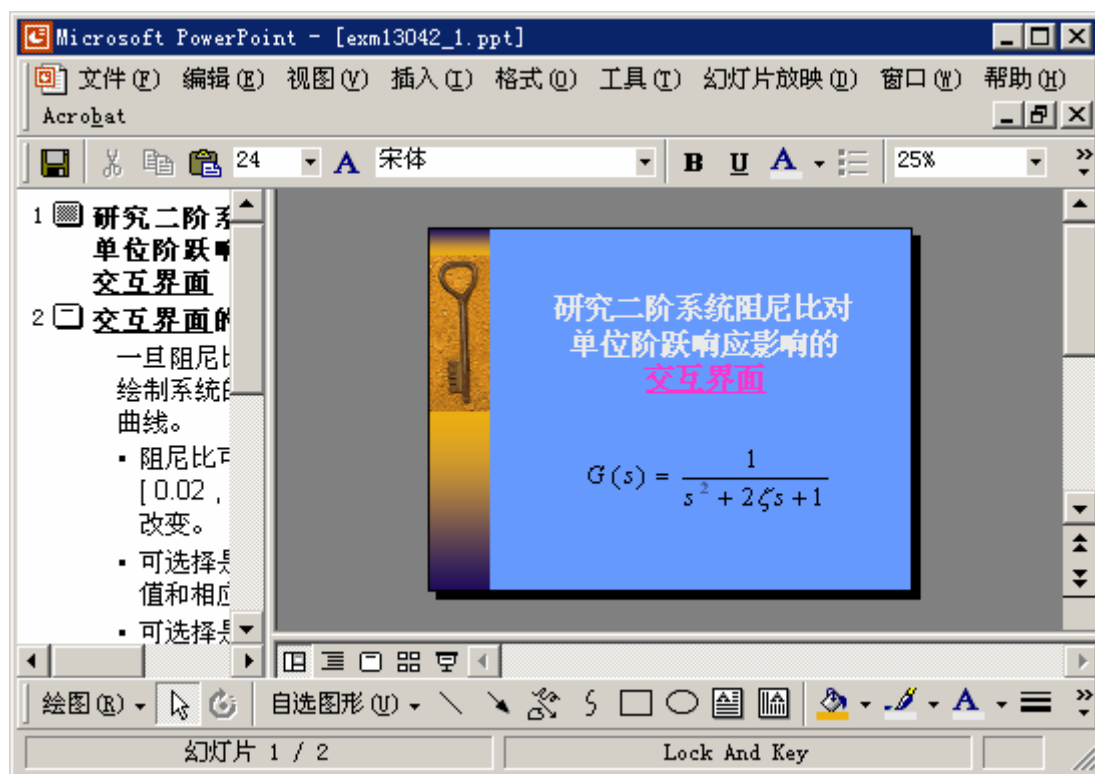 Microsoft PowerPoint - [exm13042_1.ppt]
文件(F) 编辑(E) 视图(V) 插入(I) 格式(O) 工具(T) 幻灯片放映(D) 窗口(W) 帮助(H)
Acrobat
24 A 宋体 B U A 25%
1 研究二阶系
单位阶跃响
交互界面
2 交互界面的
一旦阻尼比
绘制系统的
曲线。
▪ 阻尼比可
[0.02 ,
改变。
▪ 可选择是
值和相应
▪ 可选择是
研究二阶系统阻尼比对
单位阶跃响应影响的
交互界面
G(s) = 1 / (s² + 2ζs + 1)
绘图(R) 自选图形(U) A
幻灯片 1 / 2 Lock And Key